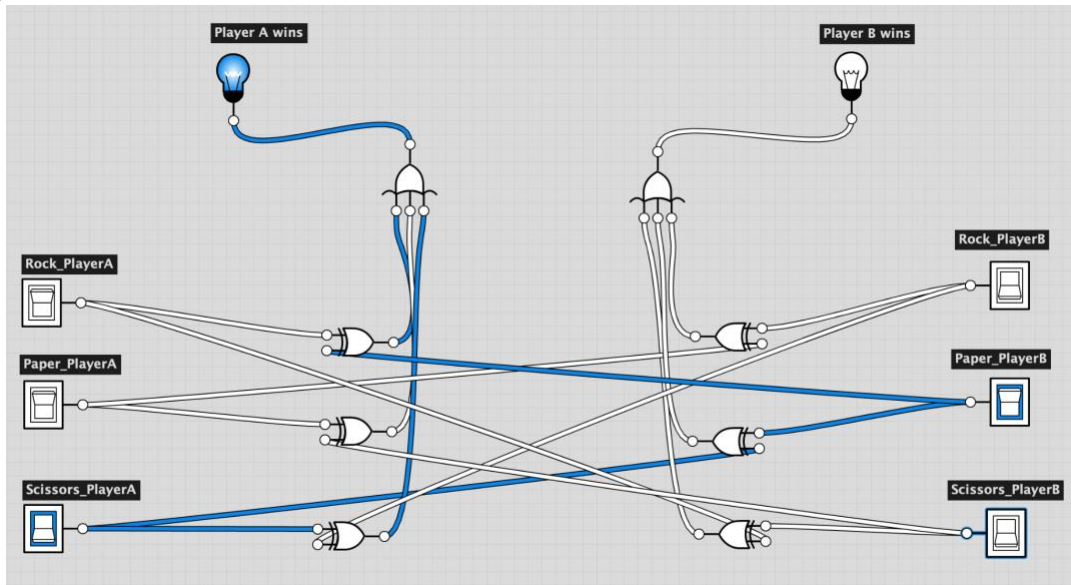 Player A wins
Player B wins
Rock_PlayerB
Rock_PlayerA
Paper_PlayerB
Paper_PlayerA
Scissors_PlayerA
Scissors_PlayerB